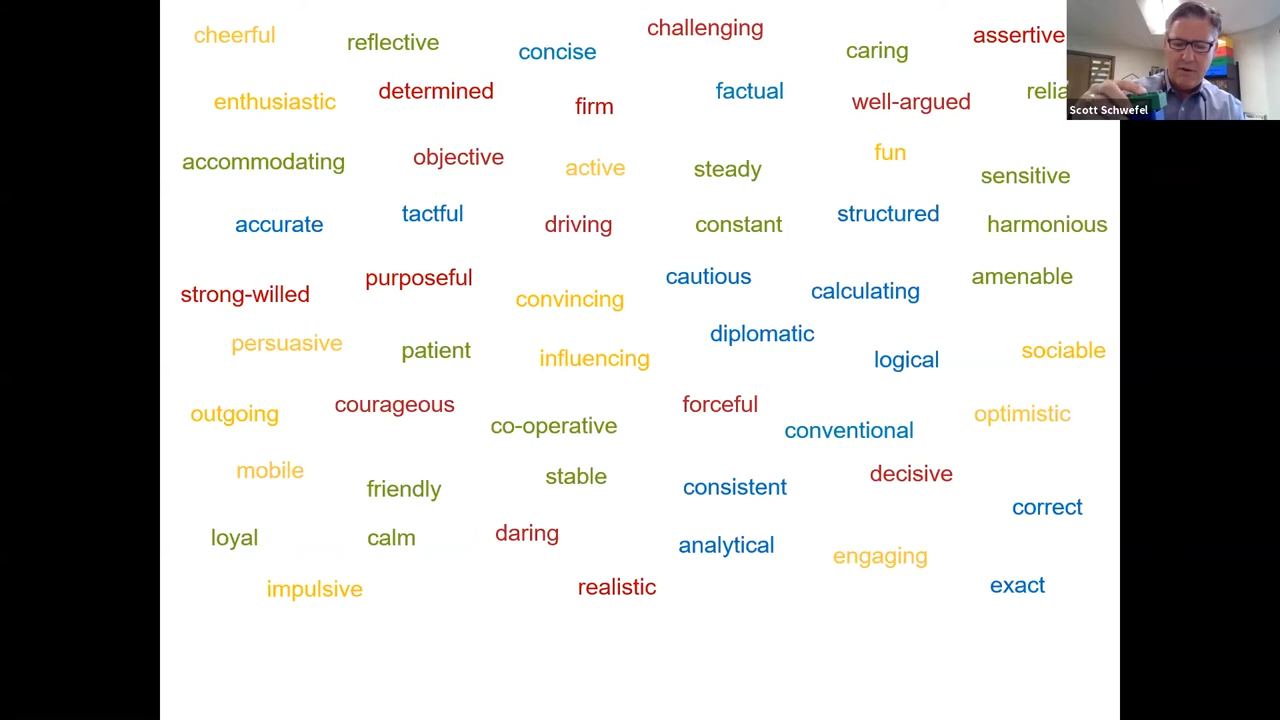 cheerful reflective concise challenging caring assertive
enthusiastic determined firm factual well-argued relia
Scott Schwefel
accommodating objective active steady fun sensitive
accurate tactful driving constant structured harmonious
strong-willed purposeful convincing cautious calculating amenable
persuasive patient influencing diplomatic logical sociable
outgoing courageous co-operative forceful conventional optimistic
mobile friendly stable consistent decisive correct
loyal calm daring analytical engaging
impulsive realistic exact